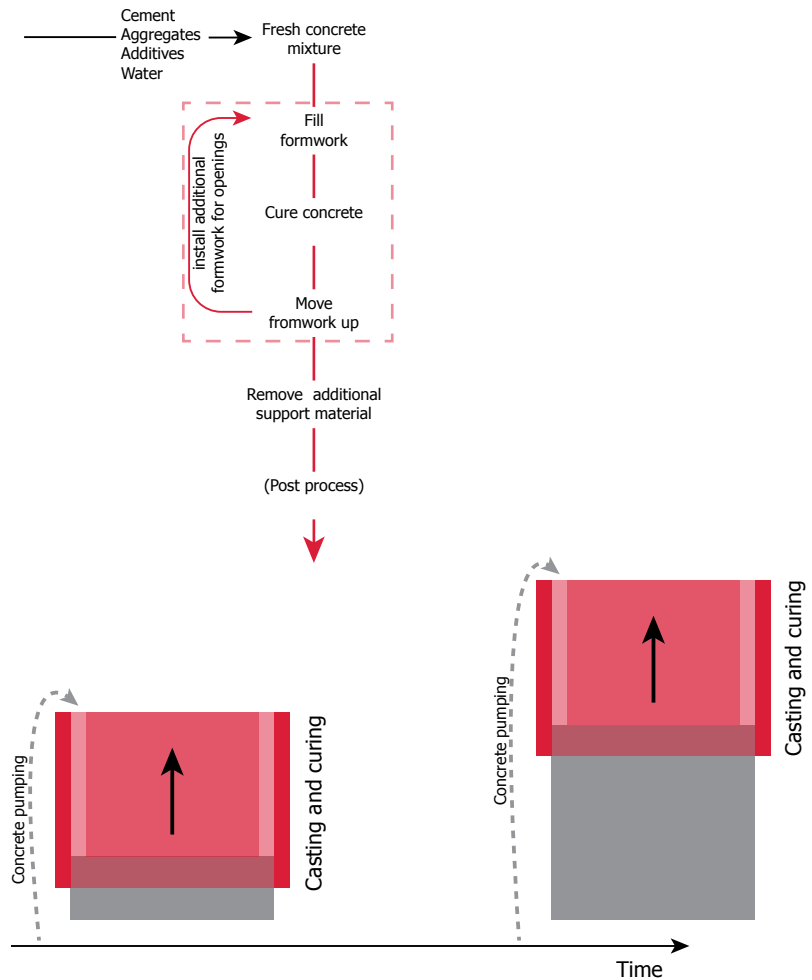 Cement
Aggregates
Additives
Water
Fresh concrete
mixture
Fill
formwork
install additional
formwork for openings
Cure concrete
Move
fromwork up
Remove additional
support material
(Post process)
Concrete pumping
Casting and curing
Concrete pumping
Casting and curing
Time